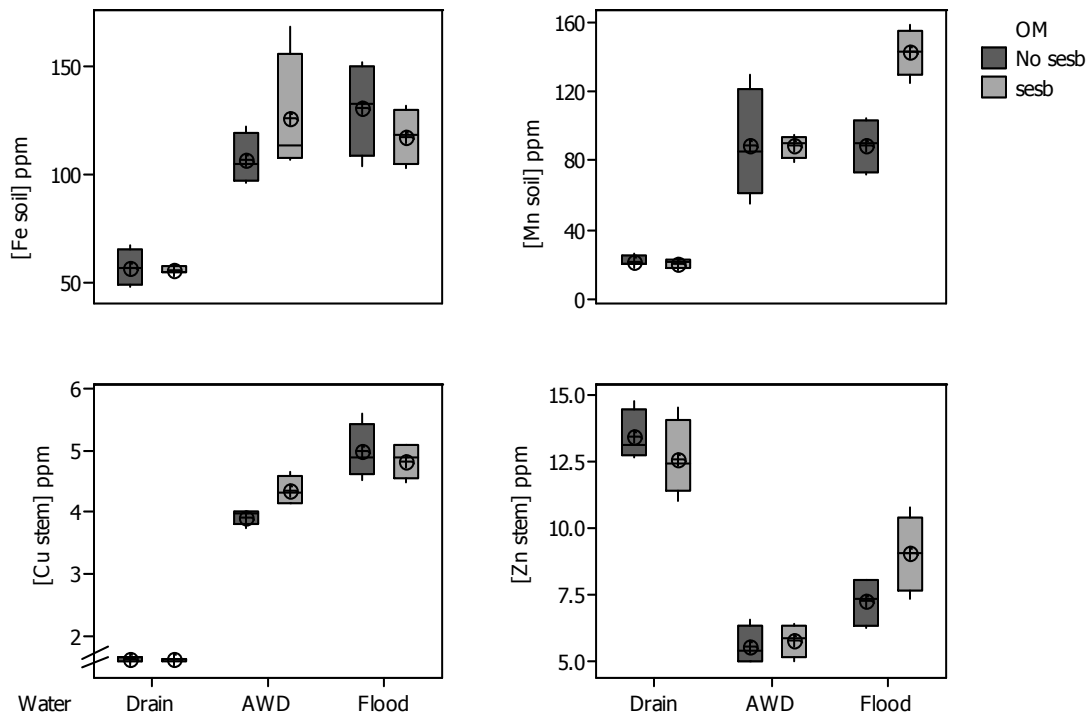 [Fe soil] ppm
150
100
50
[Mn soil] ppm
160
120
80
40
0
OM
No sesb
sesb
[Cu stem] ppm
6
5
4
3
2
[Zn stem] ppm
15.0
12.5
10.0
7.5
5.0
Water Drain AWD Flood
Drain AWD Flood